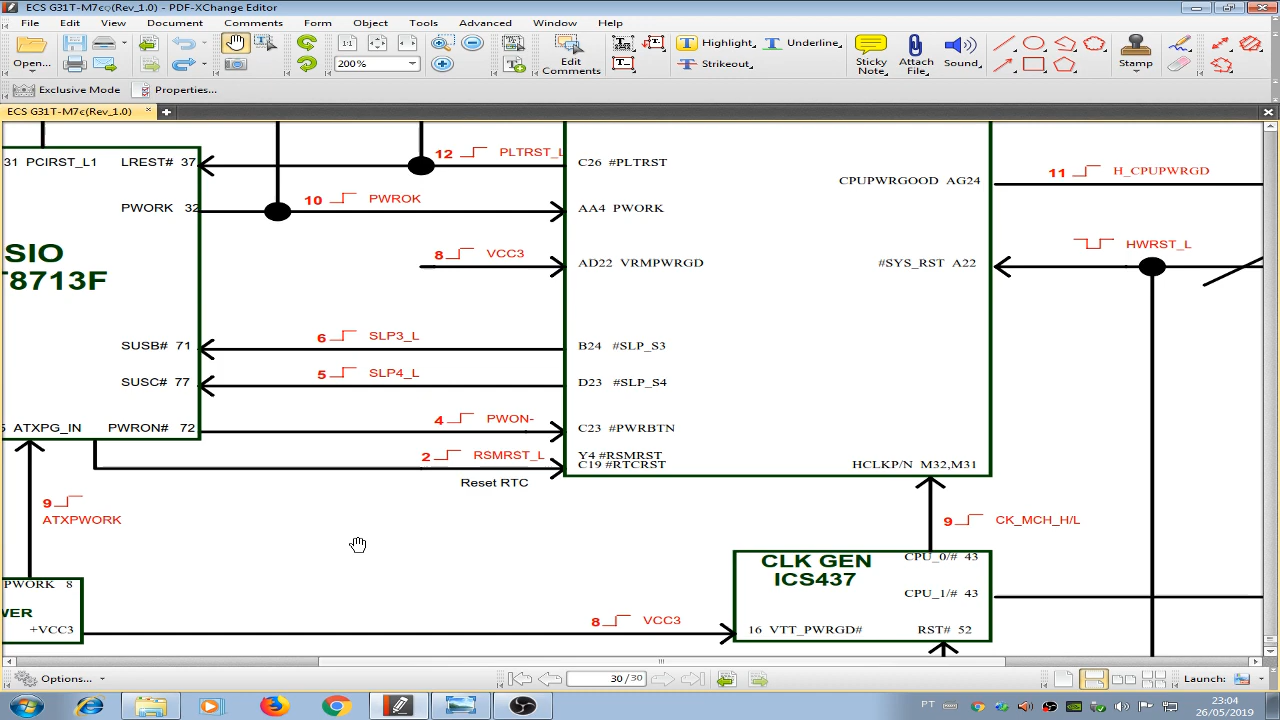 ECS G31T-M7c(Rev_1.0) - PDF-XChange Editor
File Edit View Document Comments Form Object Tools Advanced Window Help
Open...
200%
Edit Comments
Highlight
Underline
Strikeout
Sticky Note
Attach File
Sound
Stamp
Exclusive Mode Properties...
ECS G31T-M7c(Rev_1.0)
31 PCIRST_L1 LREST# 37
12 PLTRST_L
C26 #PLTRST
CPUPWRGOOD AG24
11 H_CPUPWRGD
PWORK 32
10 PWROK
AA4 PWORK
SIO
T8713F
8 VCC3
AD22 VRMPWRGD
#SYS_RST A22
HWRST_L
SUSB# 71
6 SLP3_L
B24 #SLP_S3
SUSC# 77
5 SLP4_L
D23 #SLP_S4
ATXPG_IN PWRON# 72
4 PWON-
C23 #PWRBTN
2 RSMRST_L
Y4 #RSMRST
C19 #RTCRST
HCLKP/N M32,M31
Reset RTC
9
ATXPWORK
9 CK_MCH_H/L
CLK GEN
ICS437
CPU_0/# 43
CPU_1/# 43
PWORK 8
WER
+VCC3
8 VCC3
16 VTT_PWRGD# RST# 52
Options... 30 / 30 Launch:
PT 23:04
26/05/2019